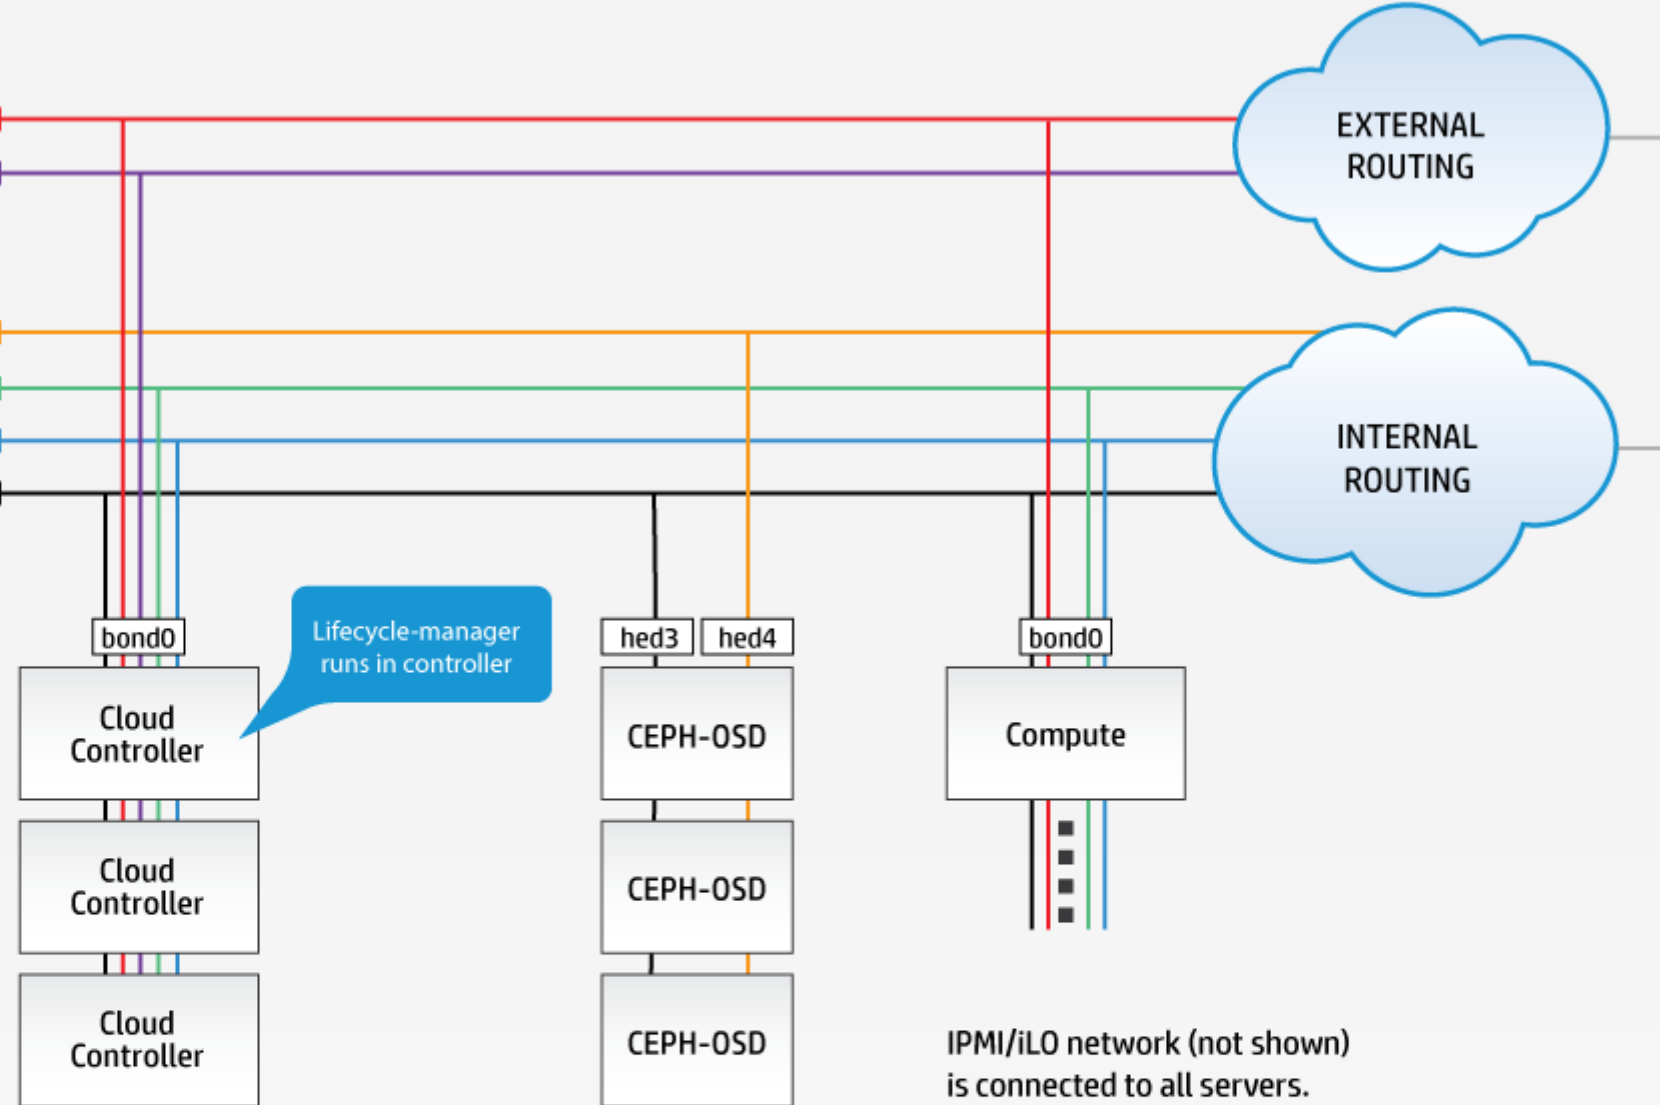 EXTERNAL
ROUTING
INTERNAL
ROUTING
bond0
Lifecycle-manager
runs in controller
hed3
hed4
bond0
Cloud
Controller
CEPH-OSD
Compute
Cloud
Controller
CEPH-OSD
Cloud
Controller
CEPH-OSD
IPMI/iLO network (not shown)
is connected to all servers.